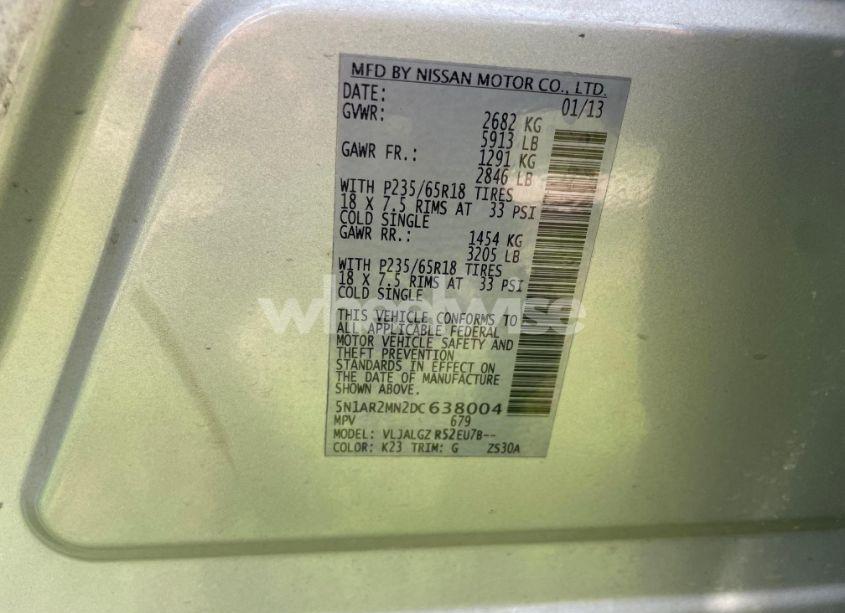 MFD BY NISSAN MOTOR CO., LTD.
DATE: 01/13
GVWR: 2682 KG
5913 LB
GAWR FR.: 1291 KG
2846 LB
WITH P235/65R18 TIRES
18 X 7.5 RIMS AT 33 PSI
COLD SINGLE
GAWR RR.: 1454 KG
3205 LB
WITH P235/65R18 TIRES
18 X 7.5 RIMS AT 33 PSI
COLD SINGLE
wheelwise
THIS VEHICLE CONFORMS TO
ALL APPLICABLE FEDERAL
MOTOR VEHICLE SAFETY AND
THEFT PREVENTION
STANDARDS IN EFFECT ON
THE DATE OF MANUFACTURE
SHOWN ABOVE.
5N1AR2MN2DC638004
MPV 679
MODEL: VLJALGZ R52EU7B--
COLOR: K23 TRIM: G ZS30A